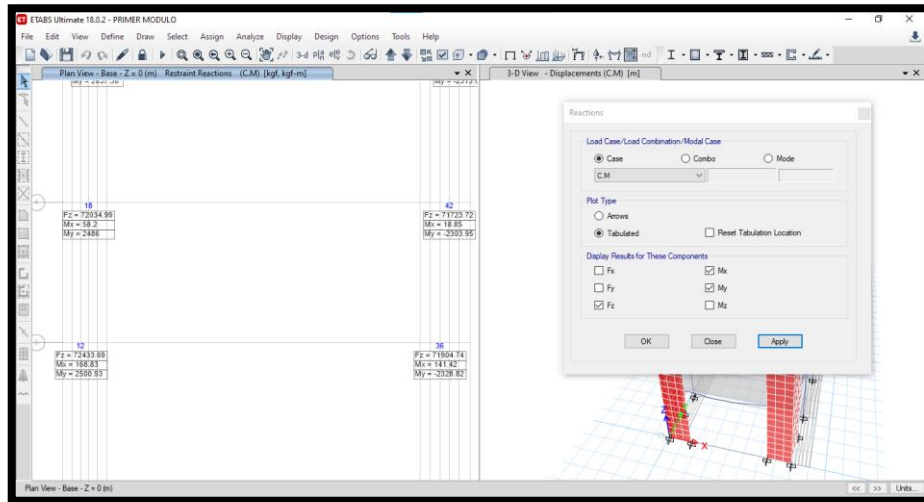 ETABS Ultimate 18.0.2 - PRIMER MODULO
File Edit View Define Draw Select Assign Analyze Display Design Options Tools Help
3-d
nd
Plan View - Base - Z = 0 (m) Restraint Reactions (C.M) [kgf, kgf-m]
3-D View - Displacements (C.M) [m]
18
Fz = 72034.99
Mx = 58.2
My = 2486
42
Fz = 71723.72
Mx = 18.85
My = -2303.95
12
Fz = 72433.69
Mx = 168.83
My = 2500.93
36
Fz = 71904.74
Mx = 141.42
My = -2328.82
Reactions
Load Case/Load Combination/Modal Case
Case Combo Mode
C.M
Plot Type
Arrows
Tabulated Reset Tabulation Location
Display Results for These Components
Fx Mx
Fy My
Fz Mz
OK Close Apply
Z
X
Plan View - Base - Z = 0 (m)
<< >> Units...